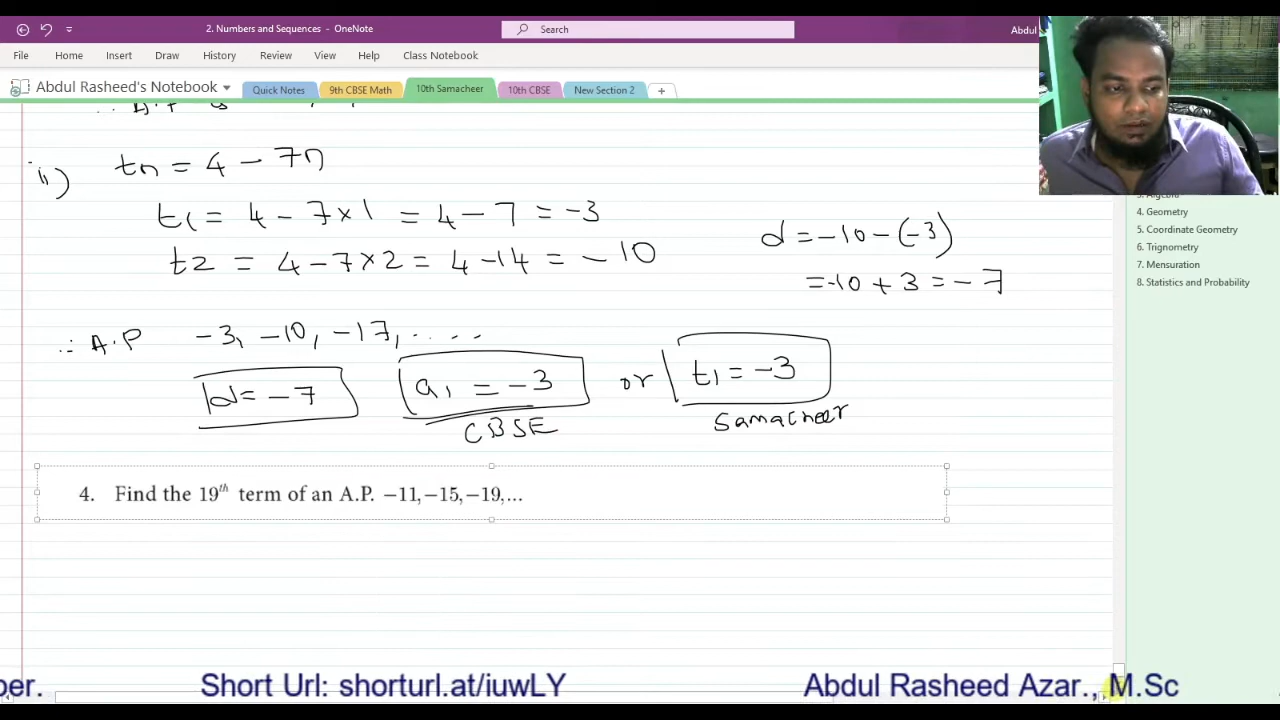 2. Numbers and Sequences - OneNote
Search
Abdul
File Home Insert Draw History Review View Help Class Notebook
Abdul Rasheed's Notebook
Quick Notes 9th CBSE Math 10th Samacheer 10th CBSE New Section 2 +
ii) tn = 4 - 7n
t1 = 4 - 7×1 = 4 - 7 = -3
t2 = 4 - 7×2 = 4 - 14 = -10
d = -10 - (-3)
= -10 + 3 = -7
∴ A.P -3, -10, -17, .....
d = -7
a1 = -3 or t1 = -3
CBSE
Samacheer
4. Find the 19th term of an A.P. −11,−15,−19,...
4. Geometry
5. Coordinate Geometry
6. Trignometry
7. Mensuration
8. Statistics and Probability
per. Short Url: shorturl.at/iuwLY Abdul Rasheed Azar., M.Sc